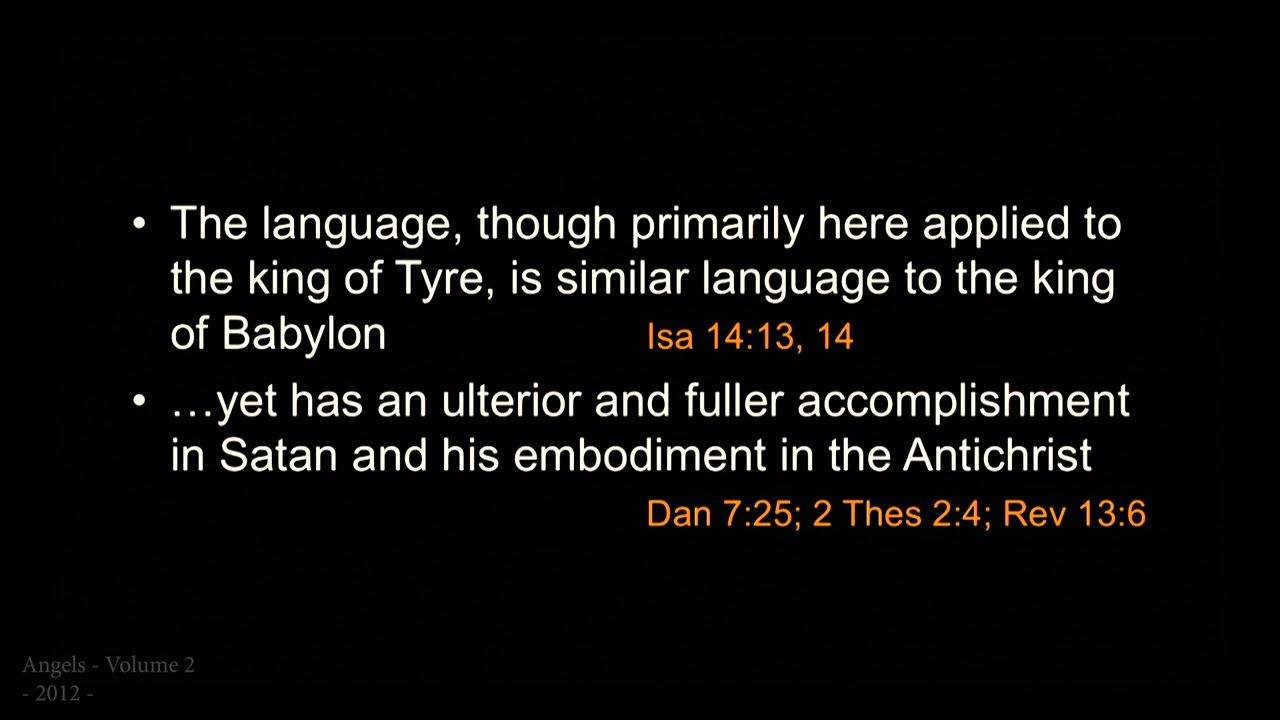 • The language, though primarily here applied to
the king of Tyre, is similar language to the king
of Babylon Isa 14:13, 14
• …yet has an ulterior and fuller accomplishment
in Satan and his embodiment in the Antichrist
Dan 7:25; 2 Thes 2:4; Rev 13:6
Angels - Volume 2
- 2012 -